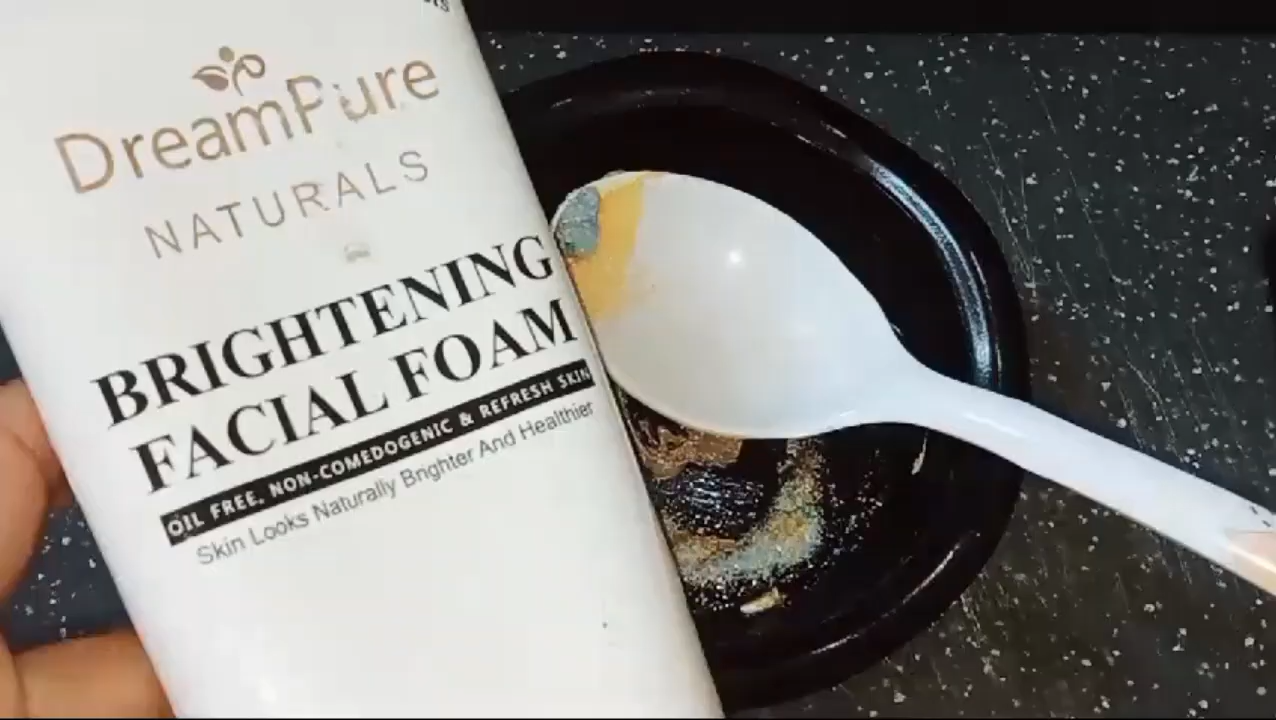 DreamPure
NATURALS
BRIGHTENING
FACIAL FOAM
OIL FREE, NON-COMEDOGENIC & REFRESH SKIN
Skin Looks Naturally Brighter And Healthier